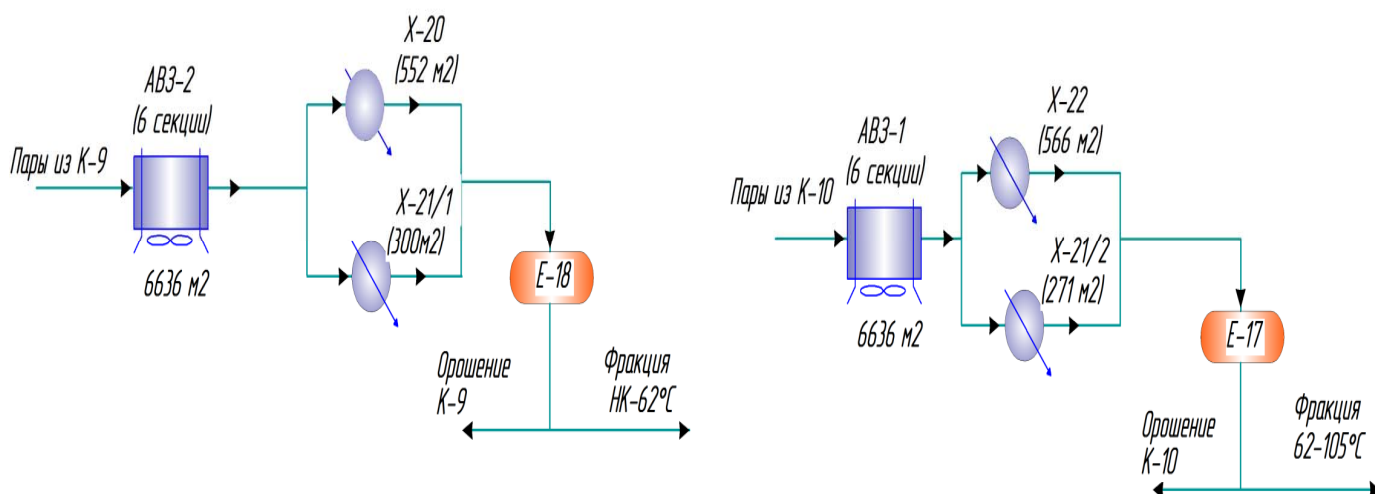 Х-20
(552 м2)
АВЗ-2
(6 секции)
Пары из К-9
6636 м2
Х-21/1
(300м2)
Е-18
Орошение
К-9
Фракция
НК-62°С
Х-22
(566 м2)
АВЗ-1
(6 секции)
Пары из К-10
6636 м2
Х-21/2
(271 м2)
Е-17
Орошение
К-10
Фракция
62-105°С